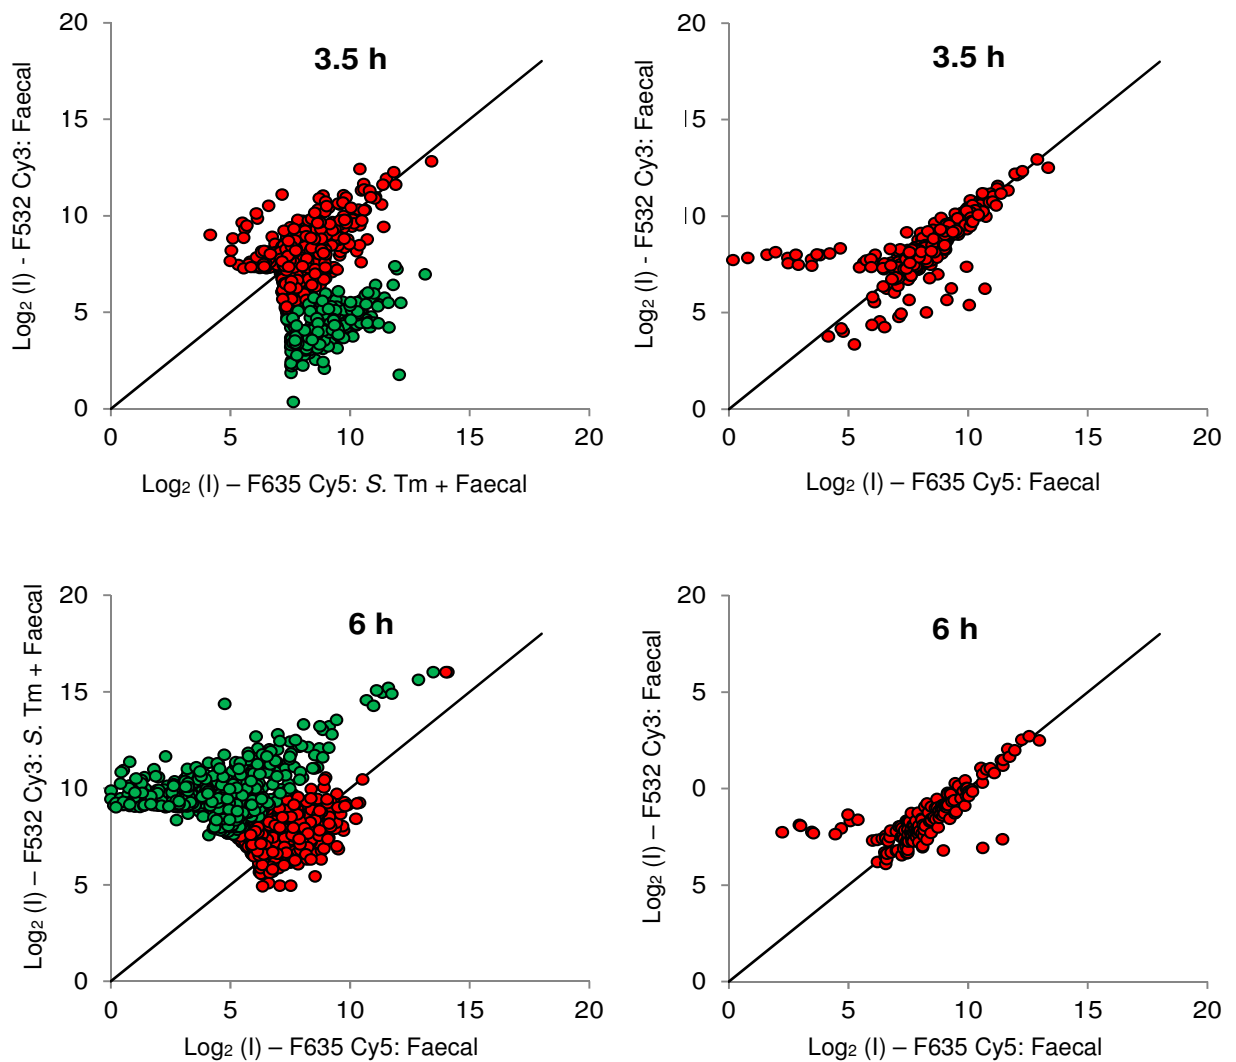 3.5 h
Log₂ (I) - F532 Cy3: Faecal
20
15
10
5
0
0 5 10 15 20
Log₂ (I) – F635 Cy5: S. Tm + Faecal
3.5 h
Log₂ (I) - F532 Cy3: Faecal
20
15
10
5
0
0 5 10 15 20
Log₂ (I) – F635 Cy5: Faecal
6 h
Log₂ (I) – F532 Cy3: S. Tm + Faecal
20
15
10
5
0
0 5 10 15 20
Log₂ (I) – F635 Cy5: Faecal
6 h
Log₂ (I) – F532 Cy3: Faecal
20
5
0
5
0
0 5 10 15 20
Log₂ (I) – F635 Cy5: Faecal